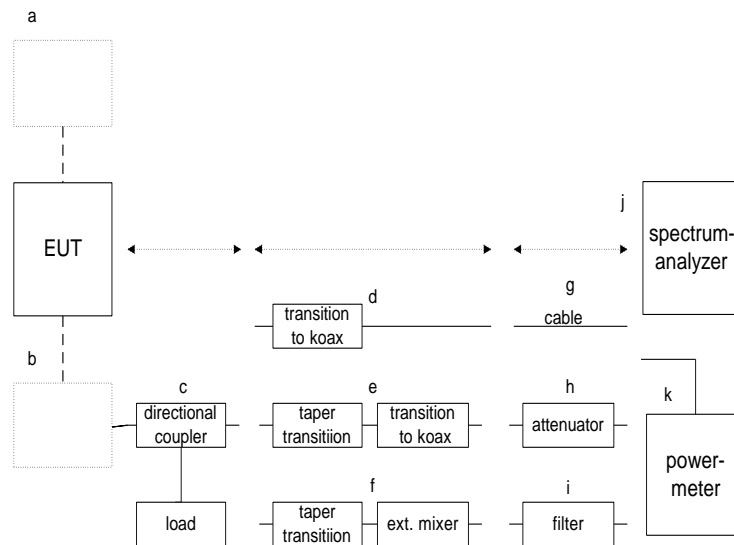 a
EUT
j
spectrum-
analyzer
d
transition
to koax
g
cable
b
c
directional
coupler
e
taper
transitiion
transition
to koax
h
attenuator
k
power-
meter
load
f
taper
transitiion
ext. mixer
i
filter